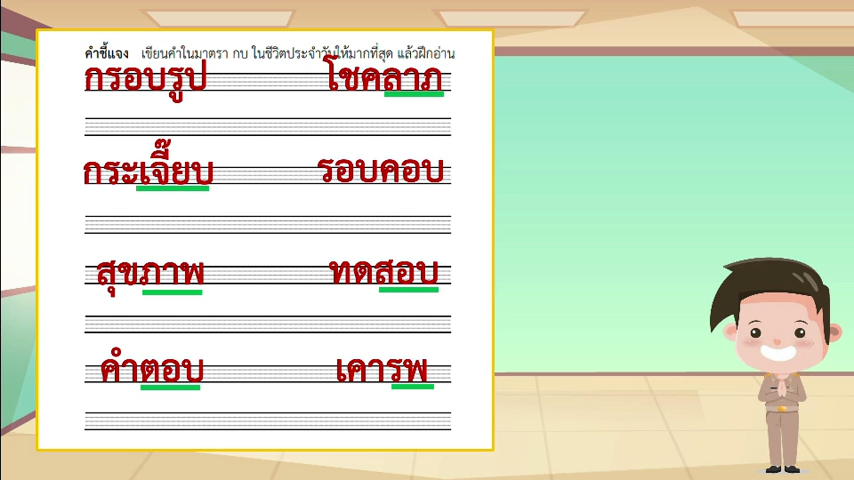 คำชี้แจง เขียนคำในมาตรา กบ ในชีวิตประจำวันให้มากที่สุด แล้วฝึกอ่าน
กรอบรูป โชคลาภ
กระเจี๊ยบ รอบคอบ
สุขภาพ ทดสอบ
คำตอบ เคารพ